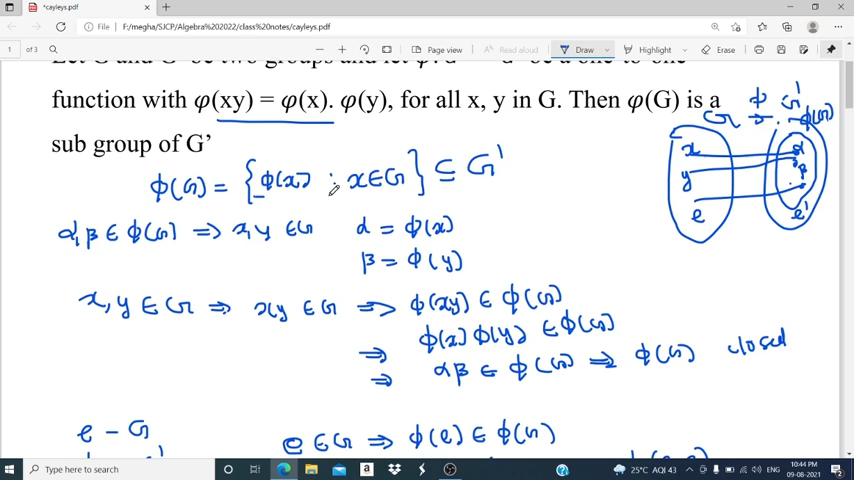 *cayleys.pdf
File | F:/megha/SJCP/Algebra%202022/class%20notes/cayleys.pdf
1 of 3
Page view
Read aloud
Draw
Highlight
Erase
function with φ(xy) = φ(x). φ(y), for all x, y in G. Then φ(G) is a
sub group of G’
G ϕ→ G'
ϕ(G)
x
y
e
α
β
e'
ϕ(G) = { ϕ(x) : x∈G } ⊆ G'
α, β ∈ ϕ(G) ⇒ x, y ∈ G α = ϕ(x)
β = ϕ(y)
x, y ∈ G ⇒ xy ∈ G ⇒ ϕ(xy) ∈ ϕ(G)
⇒ ϕ(x) ϕ(y) ∈ ϕ(G)
⇒ αβ ∈ ϕ(G) ⇒ ϕ(G) closed
e - G
e ∈ G ⇒ ϕ(e) ∈ ϕ(G)
Type here to search
25°C AQI 43
ENG
10:44 PM
09-08-2021
2